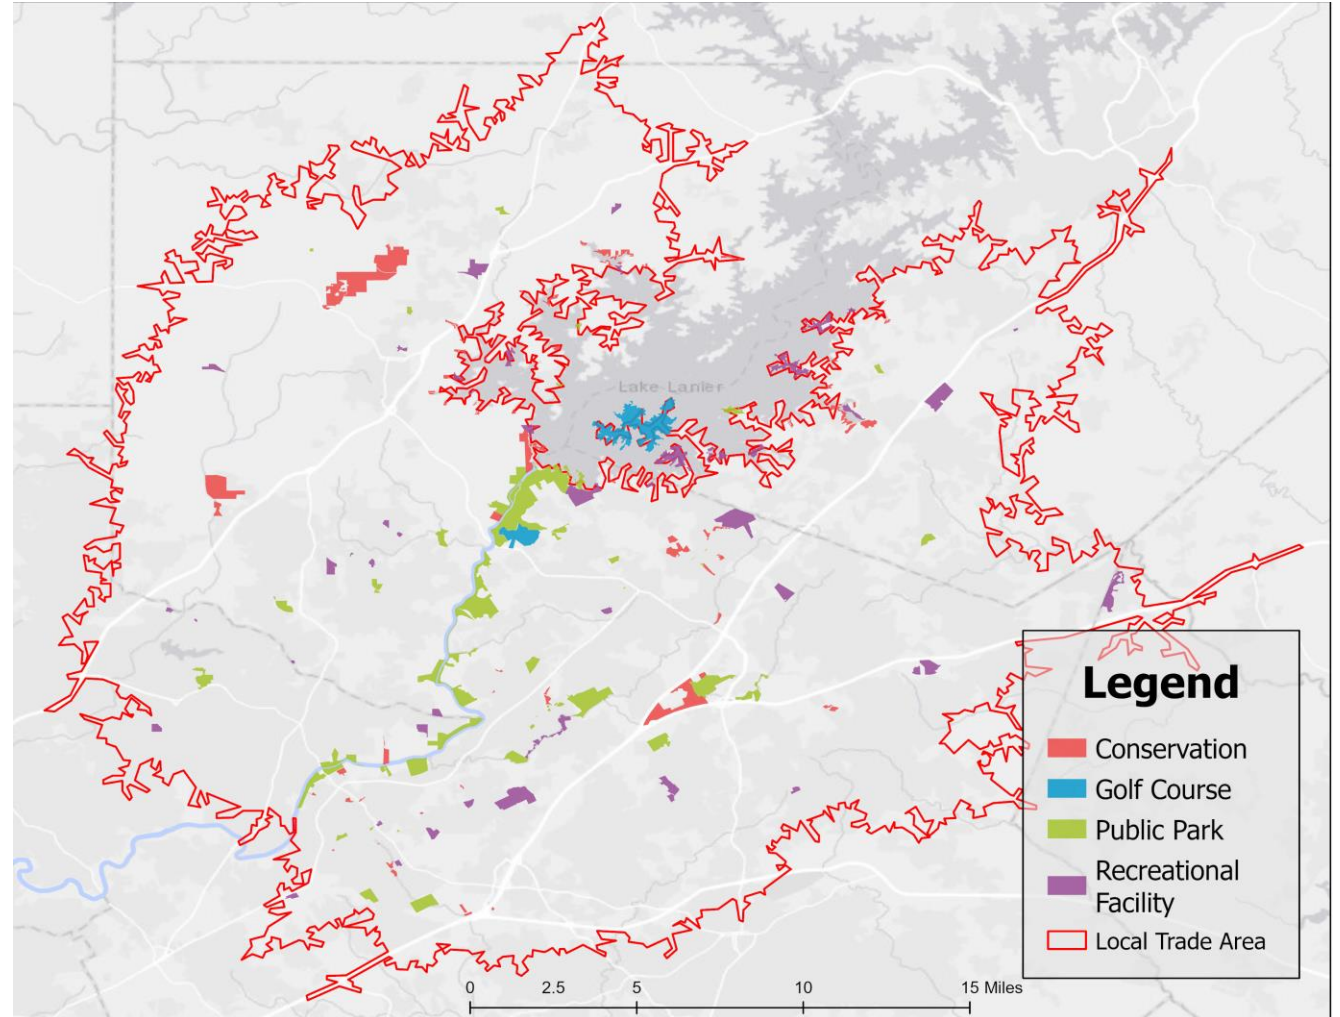 Lake Lanier
Legend
Conservation
Golf Course
Public Park
Recreational
Facility
Local Trade Area
0 2.5 5 10 15 Miles